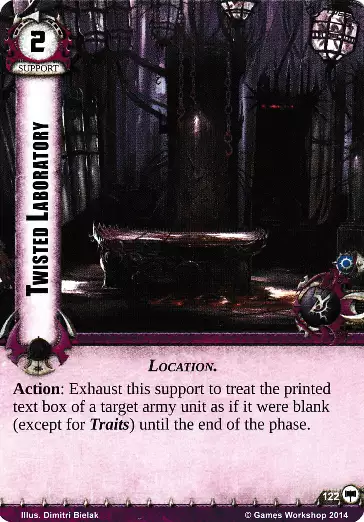 2
SUPPORT
TWISTED LABORATORY
LOCATION.
Action: Exhaust this support to treat the printed
text box of a target army unit as if it were blank
(except for Traits) until the end of the phase.
122
Illus. Dimitri Bielak
© Games Workshop 2014